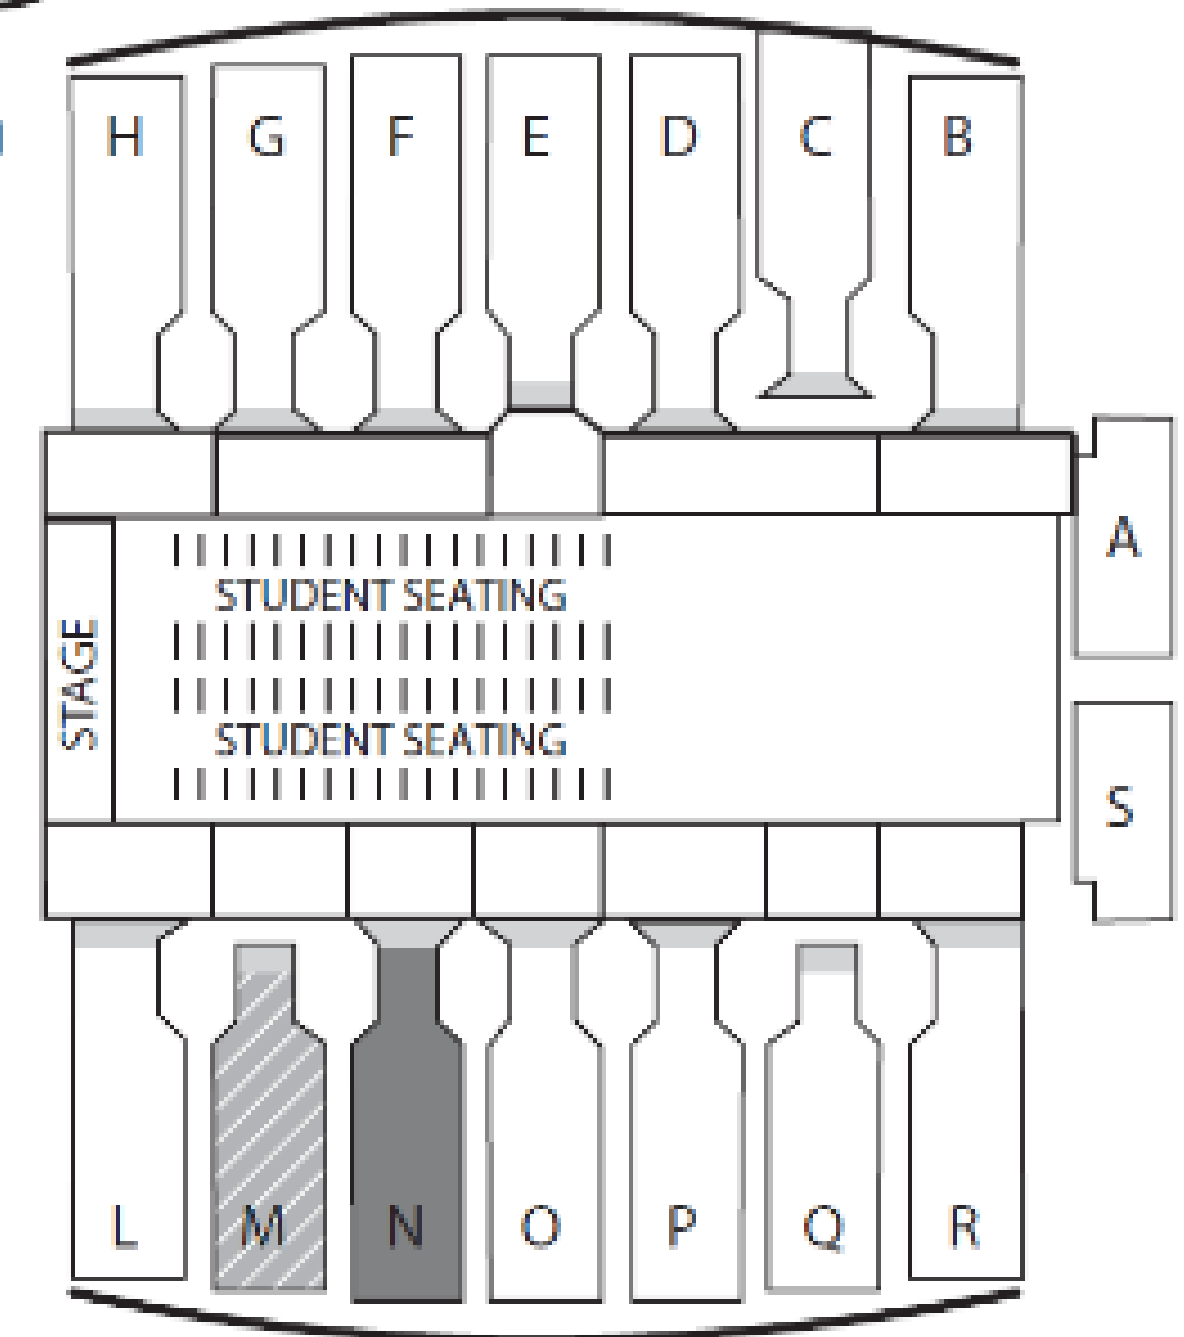 H G F E D C B
A
STUDENT SEATING
STAGE
STUDENT SEATING
S
L M N O P Q R